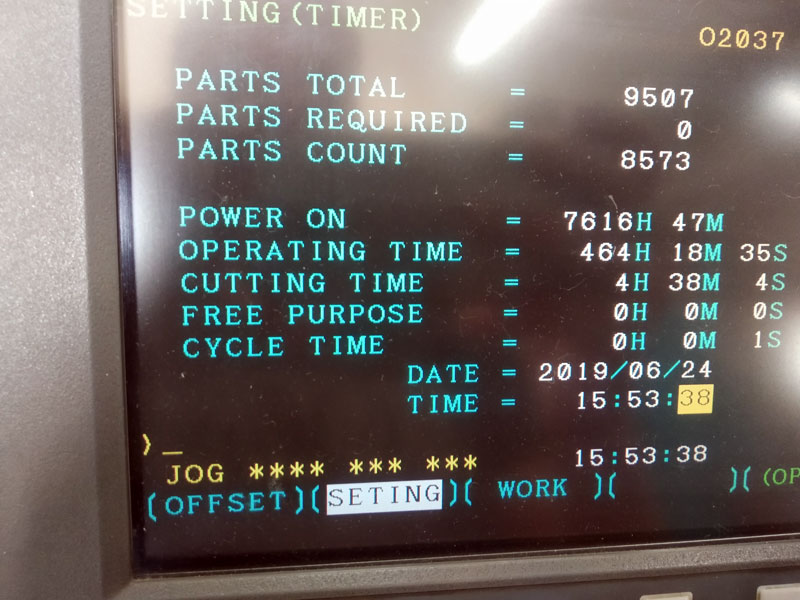 SETTING(TIMER)
O2037
PARTS TOTAL = 9507
PARTS REQUIRED = 0
PARTS COUNT = 8573
POWER ON = 7616H 47M
OPERATING TIME = 464H 18M 35S
CUTTING TIME = 4H 38M 4S
FREE PURPOSE = 0H 0M 0S
CYCLE TIME = 0H 0M 1S
DATE = 2019/06/24
TIME = 15:53:38
>_
15:53:38
JOG **** *** ***
(OFFSET)(SETING)( WORK )( )( (OP